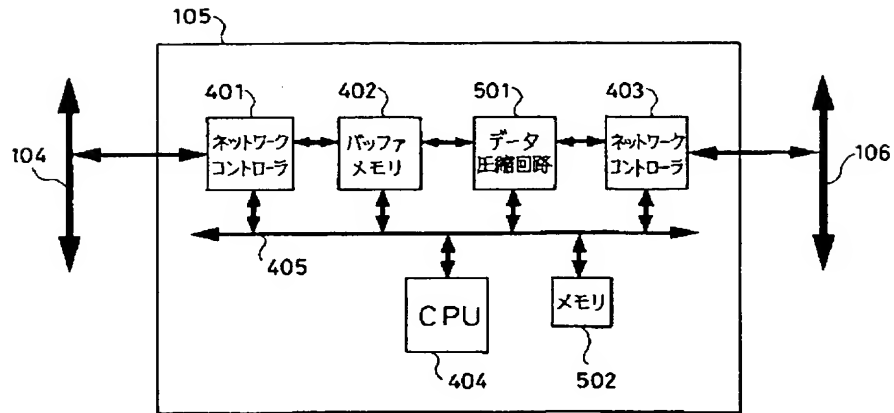 105
401
402
501
403
ネットワーク
コントローラ
バッファ
メモリ
データ
圧縮回路
ネットワーク
コントローラ
104
106
405
CPU
メモリ
404
502